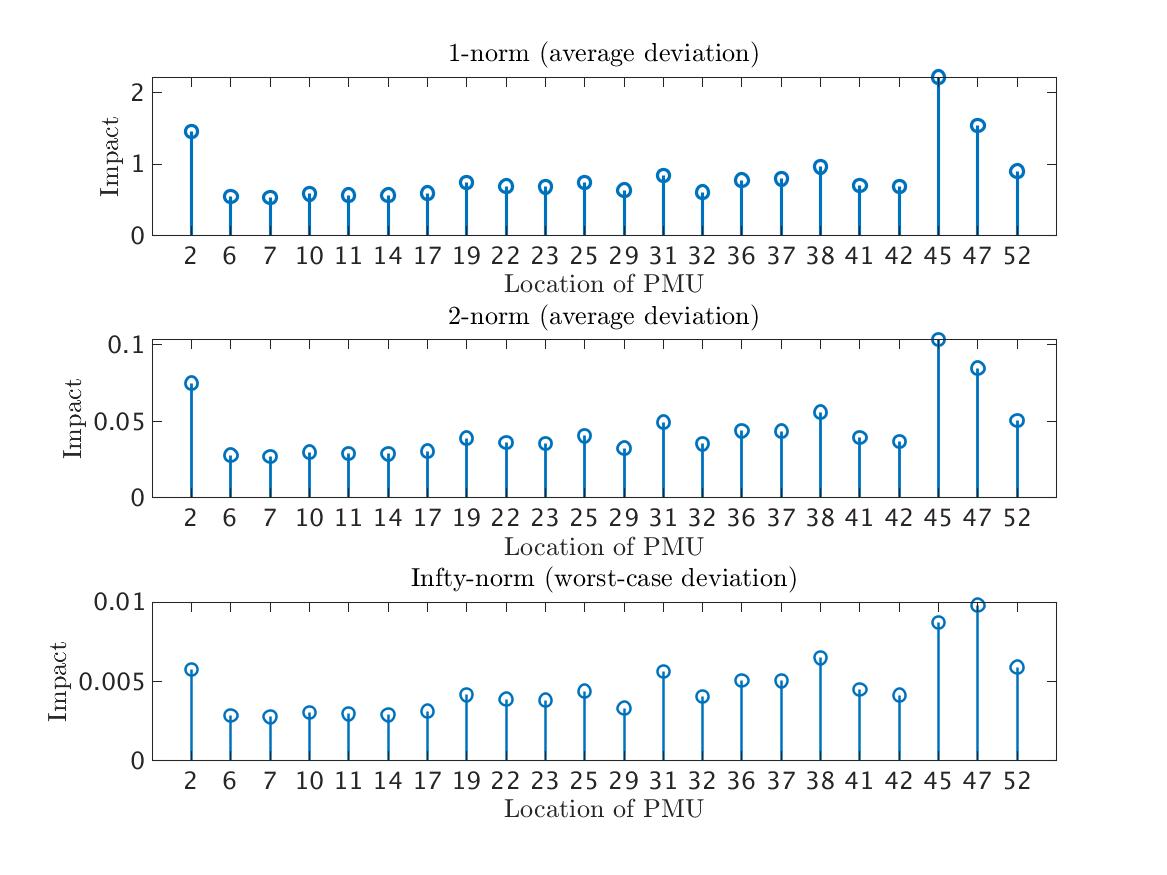 1-norm (average deviation)
2
1
0
Impact
2 6 7 10 11 14 17 19 22 23 25 29 31 32 36 37 38 41 42 45 47 52
Location of PMU
2-norm (average deviation)
0.1
0.05
0
Impact
2 6 7 10 11 14 17 19 22 23 25 29 31 32 36 37 38 41 42 45 47 52
Location of PMU
Infty-norm (worst-case deviation)
0.01
0.005
0
Impact
2 6 7 10 11 14 17 19 22 23 25 29 31 32 36 37 38 41 42 45 47 52
Location of PMU